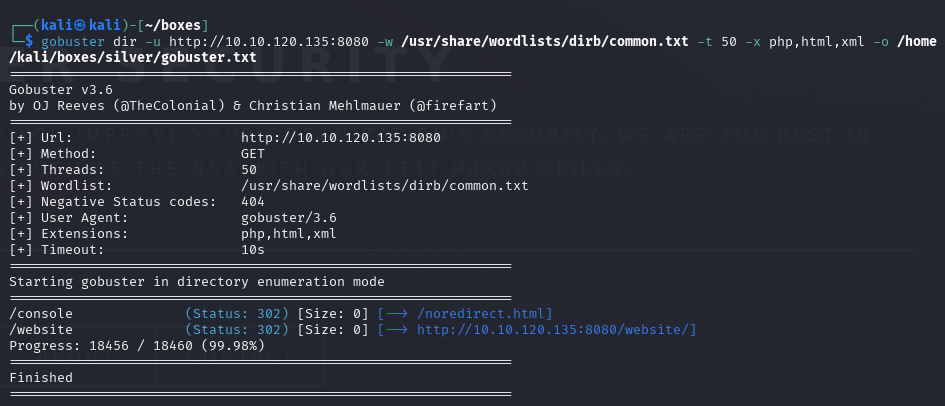 ┌──(kali㉿kali)-[~/boxes]
└─$ gobuster dir -u http://10.10.120.135:8080 -w /usr/share/wordlists/dirb/common.txt -t 50 -x php,html,xml -o /home
/kali/boxes/silver/gobuster.txt
===============================================================
Gobuster v3.6
by OJ Reeves (@TheColonial) & Christian Mehlmauer (@firefart)
===============================================================
[+] Url:                     http://10.10.120.135:8080
[+] Method:                  GET
[+] Threads:                 50
[+] Wordlist:                /usr/share/wordlists/dirb/common.txt
[+] Negative Status codes:   404
[+] User Agent:              gobuster/3.6
[+] Extensions:              php,html,xml
[+] Timeout:                 10s
===============================================================
Starting gobuster in directory enumeration mode
===============================================================
/console              (Status: 302) [Size: 0] [--> /noredirect.html]
/website              (Status: 302) [Size: 0] [--> http://10.10.120.135:8080/website/]
Progress: 18456 / 18460 (99.98%)
===============================================================
Finished
===============================================================